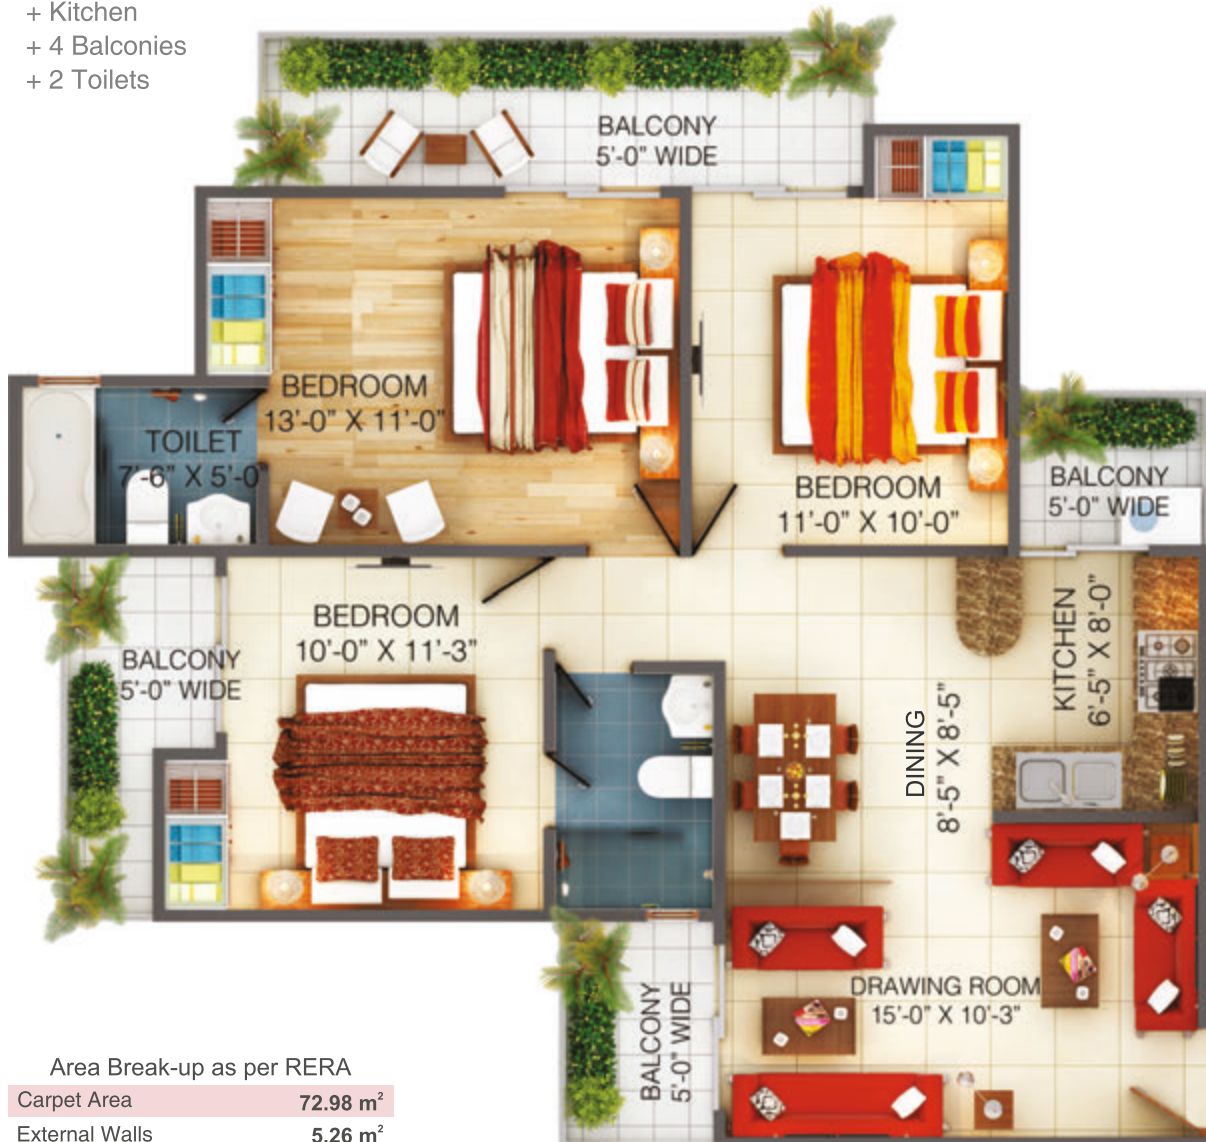 + Kitchen
+ 4 Balconies
+ 2 Toilets
BALCONY
5'-0" WIDE
BEDROOM
13'-0" X 11'-0"
TOILET
7'-6" X 5'-0"
BEDROOM
11'-0" X 10'-0"
BALCONY
5'-0" WIDE
BEDROOM
10'-0" X 11'-3"
BALCONY
5'-0" WIDE
KITCHEN
6'-5" X 8'-0"
DINING
8'-5" X 8'-5"
DRAWING ROOM
15'-0" X 10'-3"
BALCONY
5'-0" WIDE
Area Break-up as per RERA
Carpet Area 72.98 m²
External Walls 5.26 m²